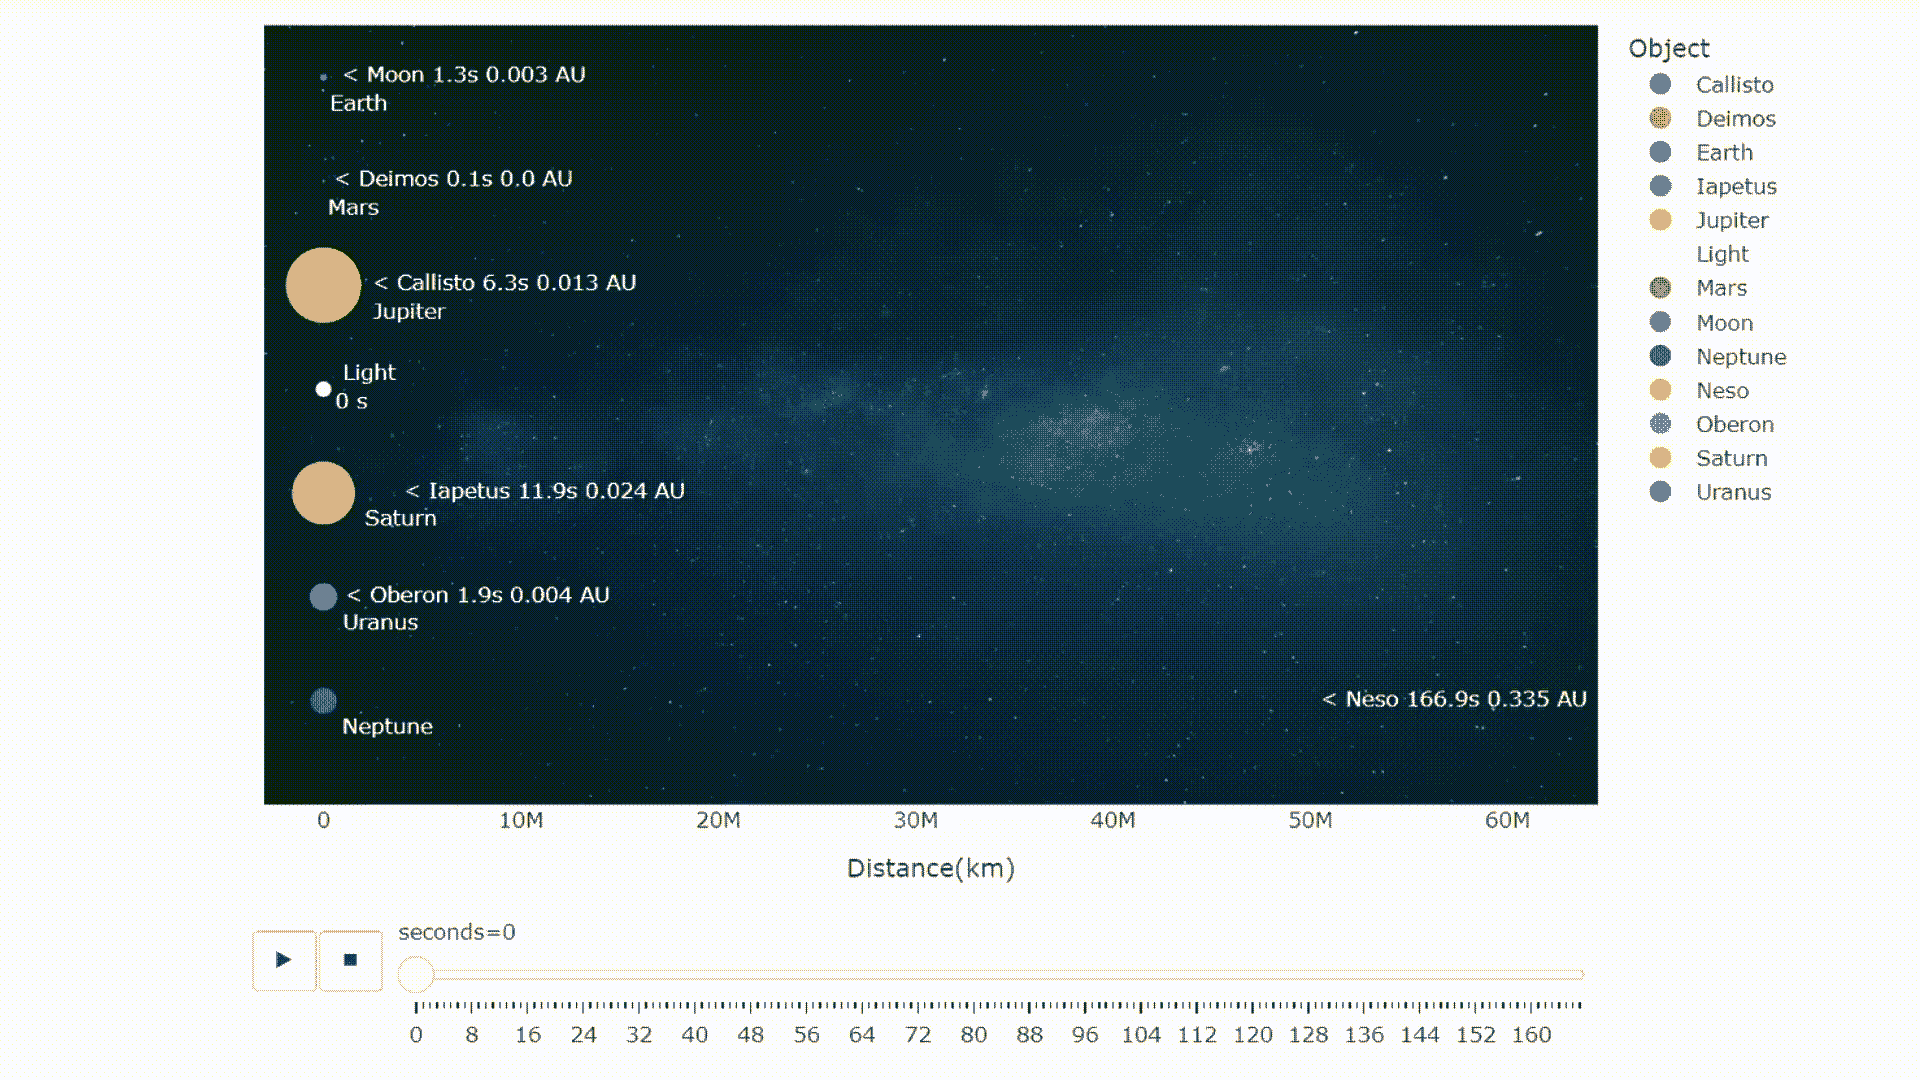 < Moon 1.3s 0.003 AU
Earth
< Deimos 0.1s 0.0 AU
Mars
< Callisto 6.3s 0.013 AU
Jupiter
Light
0 s
< Iapetus 11.9s 0.024 AU
Saturn
< Oberon 1.9s 0.004 AU
Uranus
< Neso 166.9s 0.335 AU
Neptune
0 10M 20M 30M 40M 50M 60M
Distance(km)
Object
Callisto
Deimos
Earth
Iapetus
Jupiter
Light
Mars
Moon
Neptune
Neso
Oberon
Saturn
Uranus
seconds=0
0 8 16 24 32 40 48 56 64 72 80 88 96 104 112 120 128 136 144 152 160